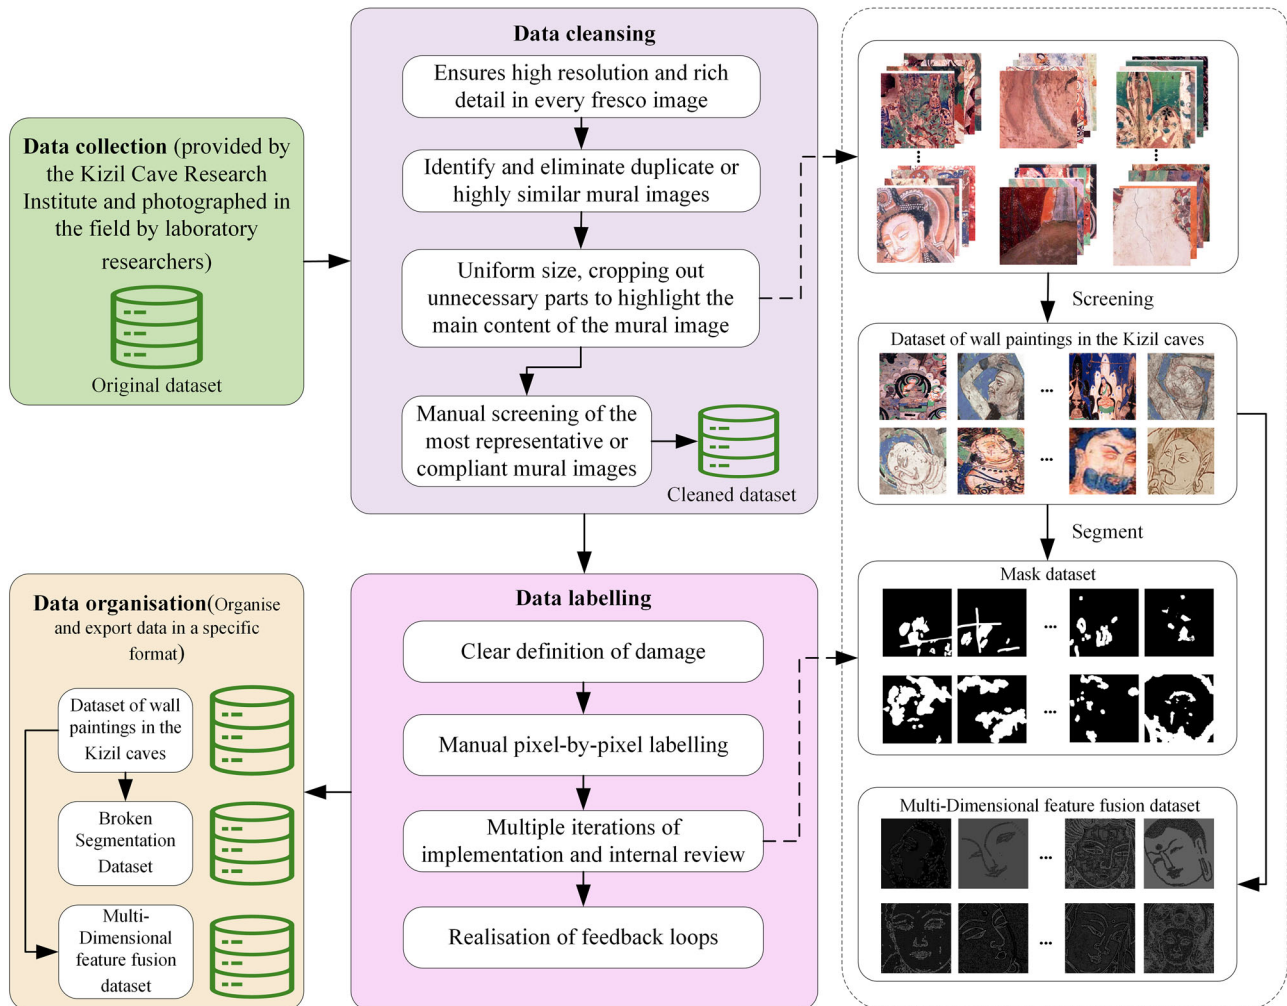 Data collection (provided by
the Kizil Cave Research
Institute and photographed in
the field by laboratory
researchers)
Original dataset
Data cleansing
Ensures high resolution and rich
detail in every fresco image
Identify and eliminate duplicate or
highly similar mural images
Uniform size, cropping out
unnecessary parts to highlight the
main content of the mural image
Manual screening of the
most representative or
compliant mural images
Cleaned dataset
Data labelling
Clear definition of damage
Manual pixel-by-pixel labelling
Multiple iterations of
implementation and internal review
Realisation of feedback loops
Data organisation(Organise
and export data in a specific
format)
Dataset of wall
paintings in the
Kizil caves
Broken
Segmentation
Dataset
Multi-
Dimensional
feature fusion
dataset
Screening
Dataset of wall paintings in the Kizil caves
...
...
Segment
Mask dataset
...
...
Multi-Dimensional feature fusion dataset
...
...